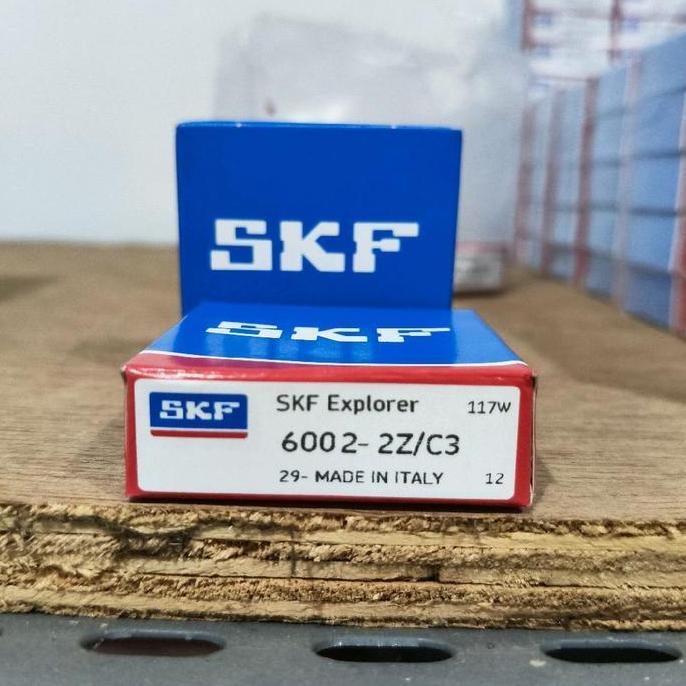 SKF
SKF
SKF
SKF Explorer 117W
6002-2Z/C3
29- MADE IN ITALY 12